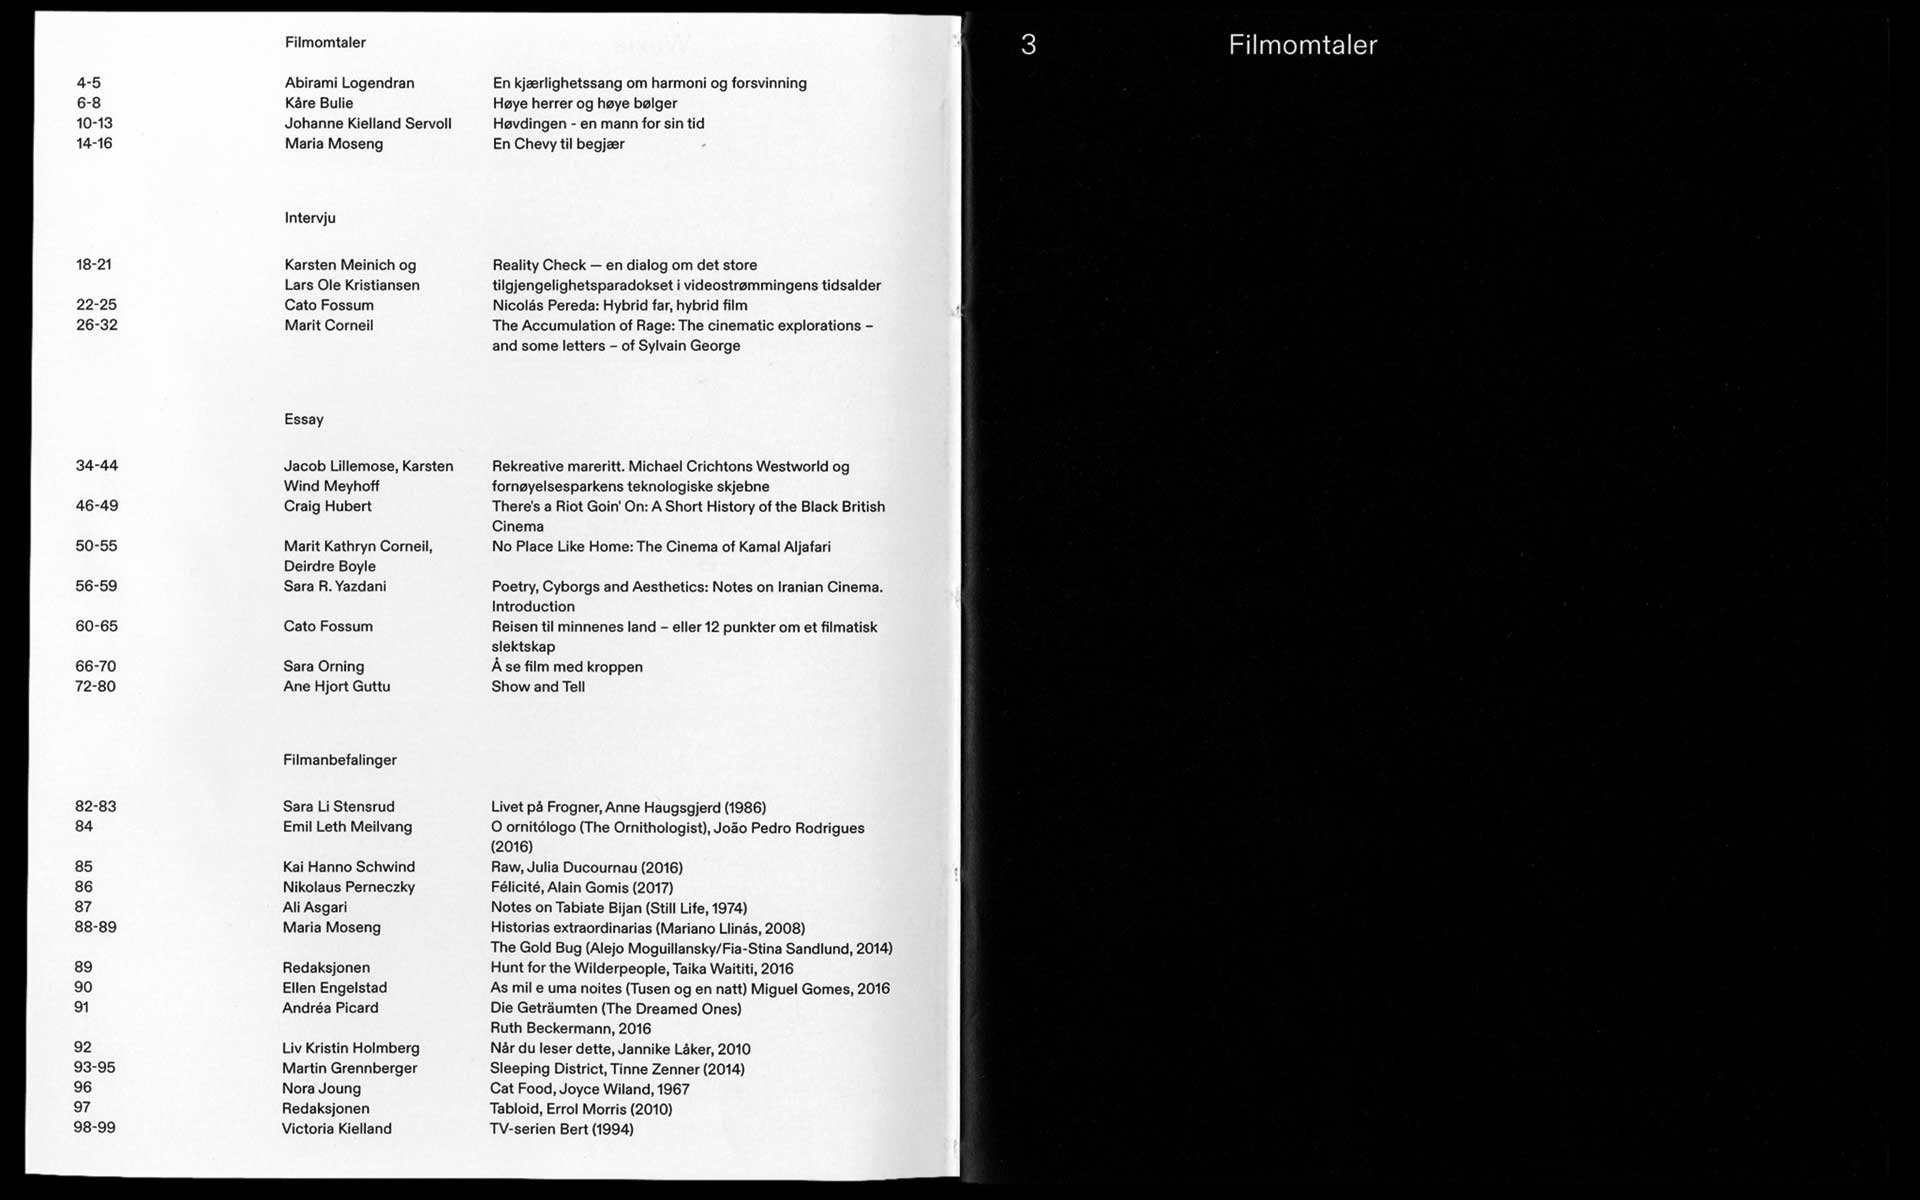 Filmomtaler
4-5 Abirami Logendran En kjærlighetssang om harmoni og forsvinning
6-8 Kåre Bulie Høye herrer og høye bølger
10-13 Johanne Kielland Servoll Høvdingen - en mann for sin tid
14-16 Maria Moseng En Chevy til begjær
Intervju
18-21 Karsten Meinich og Reality Check — en dialog om det store
Lars Ole Kristiansen tilgjengelighetsparadokset i videostrømmingens tidsalder
22-25 Cato Fossum Nicolás Pereda: Hybrid far, hybrid film
26-32 Marit Corneil The Accumulation of Rage: The cinematic explorations –
and some letters – of Sylvain George
Essay
34-44 Jacob Lillemose, Karsten Rekreative mareritt. Michael Crichtons Westworld og
Wind Meyhoff fornøyelsesparkens teknologiske skjebne
46-49 Craig Hubert There's a Riot Goin' On: A Short History of the Black British
Cinema
50-55 Marit Kathryn Corneil, No Place Like Home: The Cinema of Kamal Aljafari
Deirdre Boyle
56-59 Sara R. Yazdani Poetry, Cyborgs and Aesthetics: Notes on Iranian Cinema.
Introduction
60-65 Cato Fossum Reisen til minnenes land – eller 12 punkter om et filmatisk
slektskap
66-70 Sara Orning Å se film med kroppen
72-80 Ane Hjort Guttu Show and Tell
Filmanbefalinger
82-83 Sara Li Stensrud Livet på Frogner, Anne Haugsgjerd (1986)
84 Emil Leth Meilvang O ornitólogo (The Ornithologist), João Pedro Rodrigues
(2016)
85 Kai Hanno Schwind Raw, Julia Ducournau (2016)
86 Nikolaus Perneczky Félicité, Alain Gomis (2017)
87 Ali Asgari Notes on Tabiate Bijan (Still Life, 1974)
88-89 Maria Moseng Historias extraordinarias (Mariano Llinás, 2008)
The Gold Bug (Alejo Moguillansky/Fia-Stina Sandlund, 2014)
89 Redaksjonen Hunt for the Wilderpeople, Taika Waititi, 2016
90 Ellen Engelstad As mil e uma noites (Tusen og en natt) Miguel Gomes, 2016
91 Andréa Picard Die Geträumten (The Dreamed Ones)
Ruth Beckermann, 2016
92 Liv Kristin Holmberg Når du leser dette, Jannike Låker, 2010
93-95 Martin Grennberger Sleeping District, Tinne Zenner (2014)
96 Nora Joung Cat Food, Joyce Wiland, 1967
97 Redaksjonen Tabloid, Errol Morris (2010)
98-99 Victoria Kielland TV-serien Bert (1994)
3 Filmomtaler